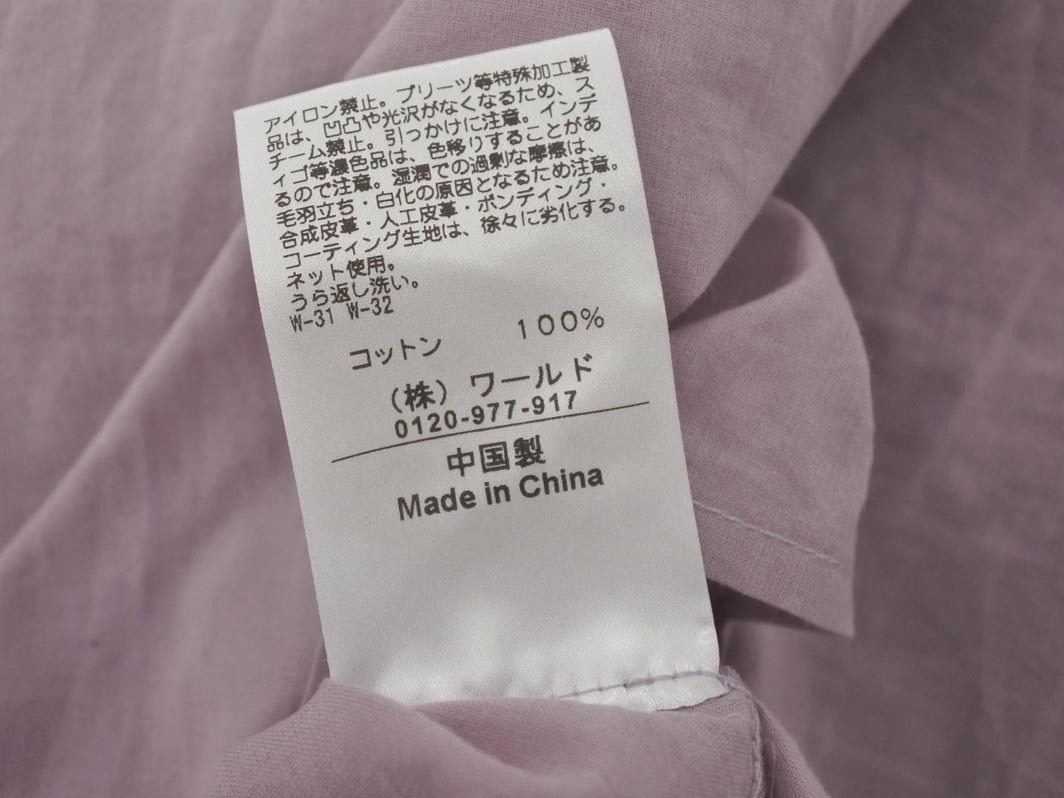 アイロン禁止。プリーツ等特殊加工製
品は、凹凸や光沢がなくなるため、ス
チーム禁止。引っかけに注意。インデ
ィゴ等濃色品は、色移りすることがあ
るので注意。湿潤での過剰な摩擦は、
毛羽立ち・白化の原因となるため注意。
合成皮革・人工皮革・ボンディング・
コーティング生地は、徐々に劣化する。
ネット使用。
うら返し洗い。
W-31 W-32
コットン 100%
（株）ワールド
0120-977-917
中国製
Made in China